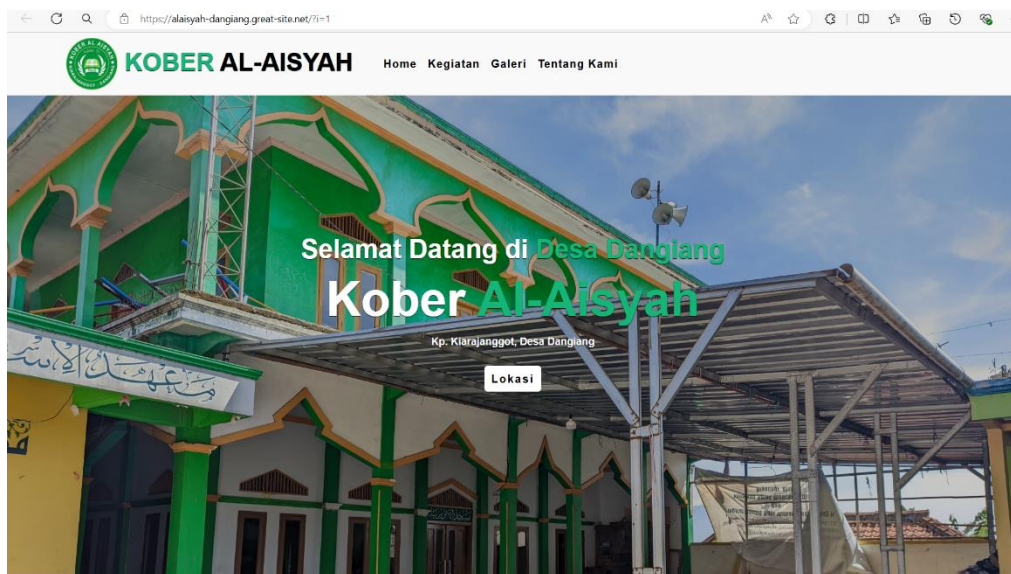 https://alaisyah-dangiang.great-site.net/?i=1
KOBER AL-AISYAH
Home Kegiatan Galeri Tentang Kami
Selamat Datang di Desa Dangiang
Kober Al-Aisyah
Kp. Kiarajanggot, Desa Dangiang
Lokasi